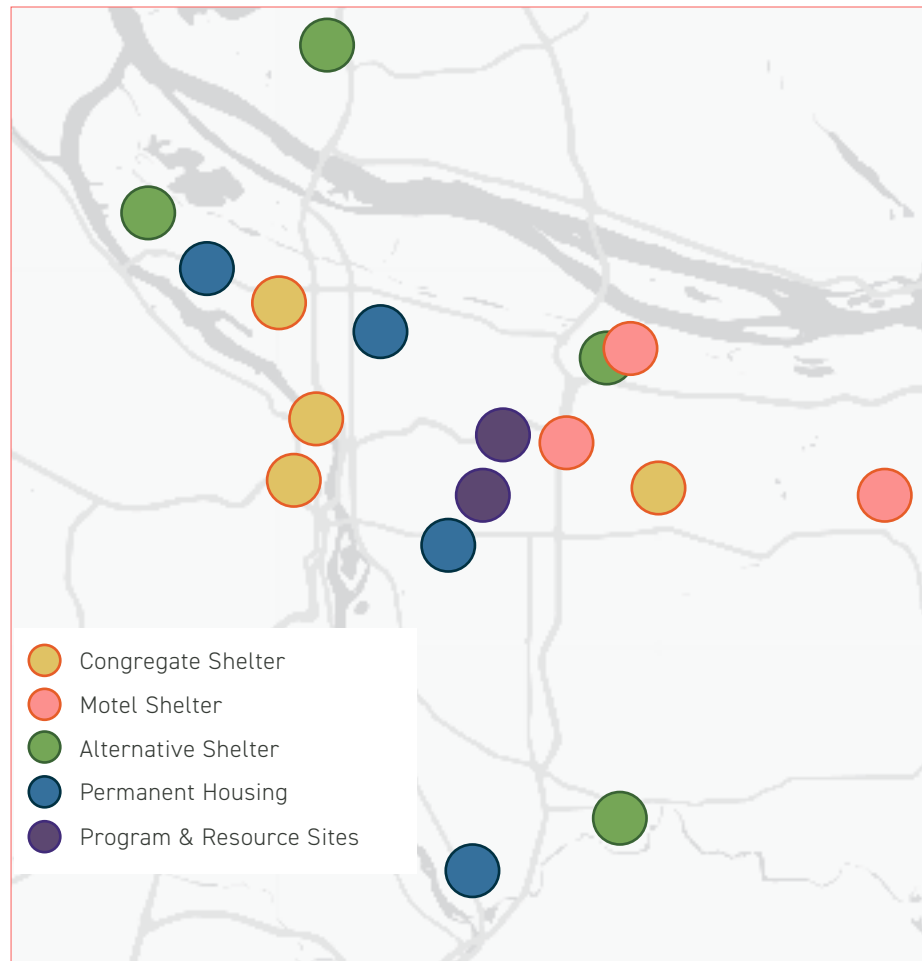 Congregate Shelter
Motel Shelter
Alternative Shelter
Permanent Housing
Program & Resource Sites